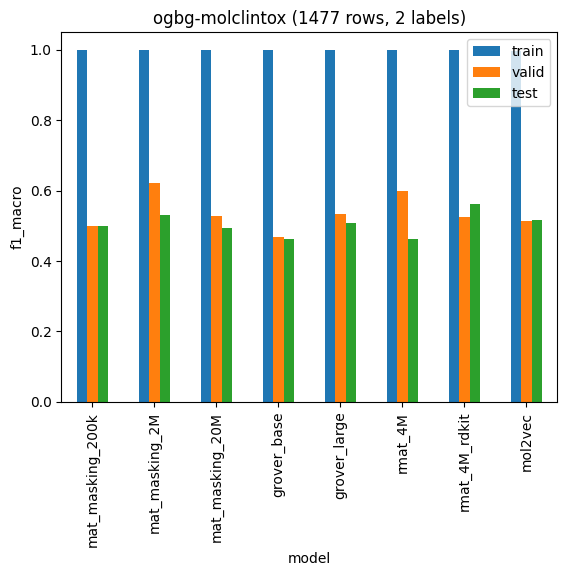 ogbg-molclintox (1477 rows, 2 labels)
train
valid
test
1.0
0.8
0.6
0.4
0.2
0.0
f1_macro
mat_masking_200k
mat_masking_2M
mat_masking_20M
grover_base
grover_large
rmat_4M
rmat_4M_rdkit
mol2vec
model